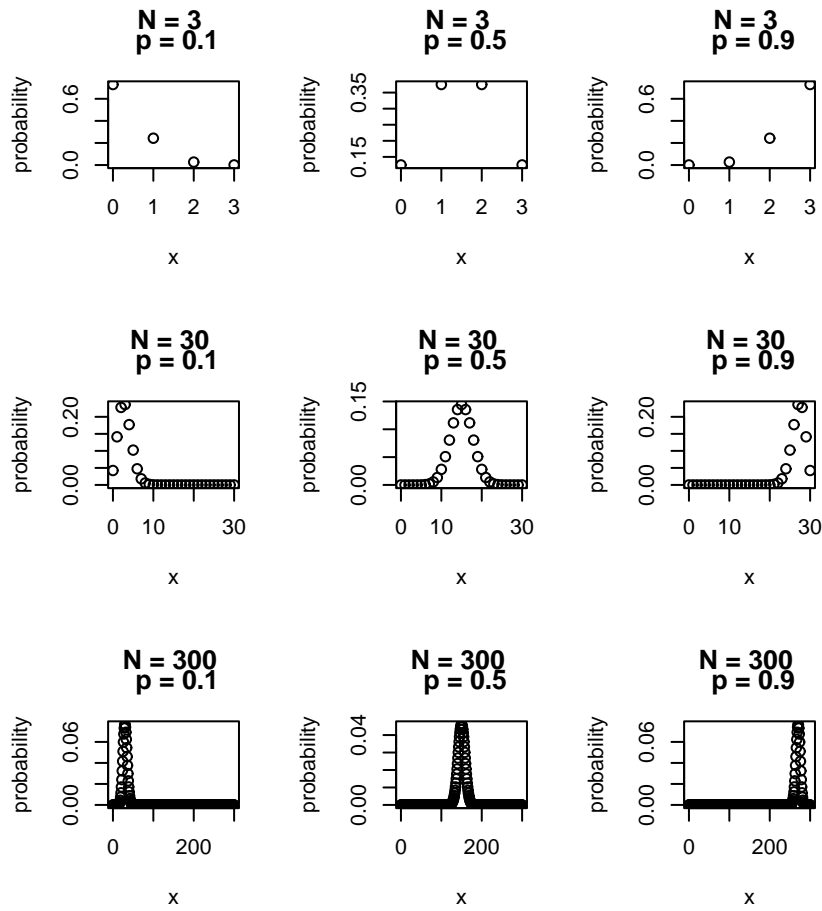 N = 3
p = 0.1
probability
0.0
0.6
0 1 2 3
x
N = 3
p = 0.5
probability
0.15
0.35
0 1 2 3
x
N = 3
p = 0.9
probability
0.0
0.6
0 1 2 3
x
N = 30
p = 0.1
probability
0.00
0.20
0 10 30
x
N = 30
p = 0.5
probability
0.00
0.15
0 10 30
x
N = 30
p = 0.9
probability
0.00
0.20
0 10 30
x
N = 300
p = 0.1
probability
0.00
0.06
0 200
x
N = 300
p = 0.5
probability
0.00
0.04
0 200
x
N = 300
p = 0.9
probability
0.00
0.06
0 200
x